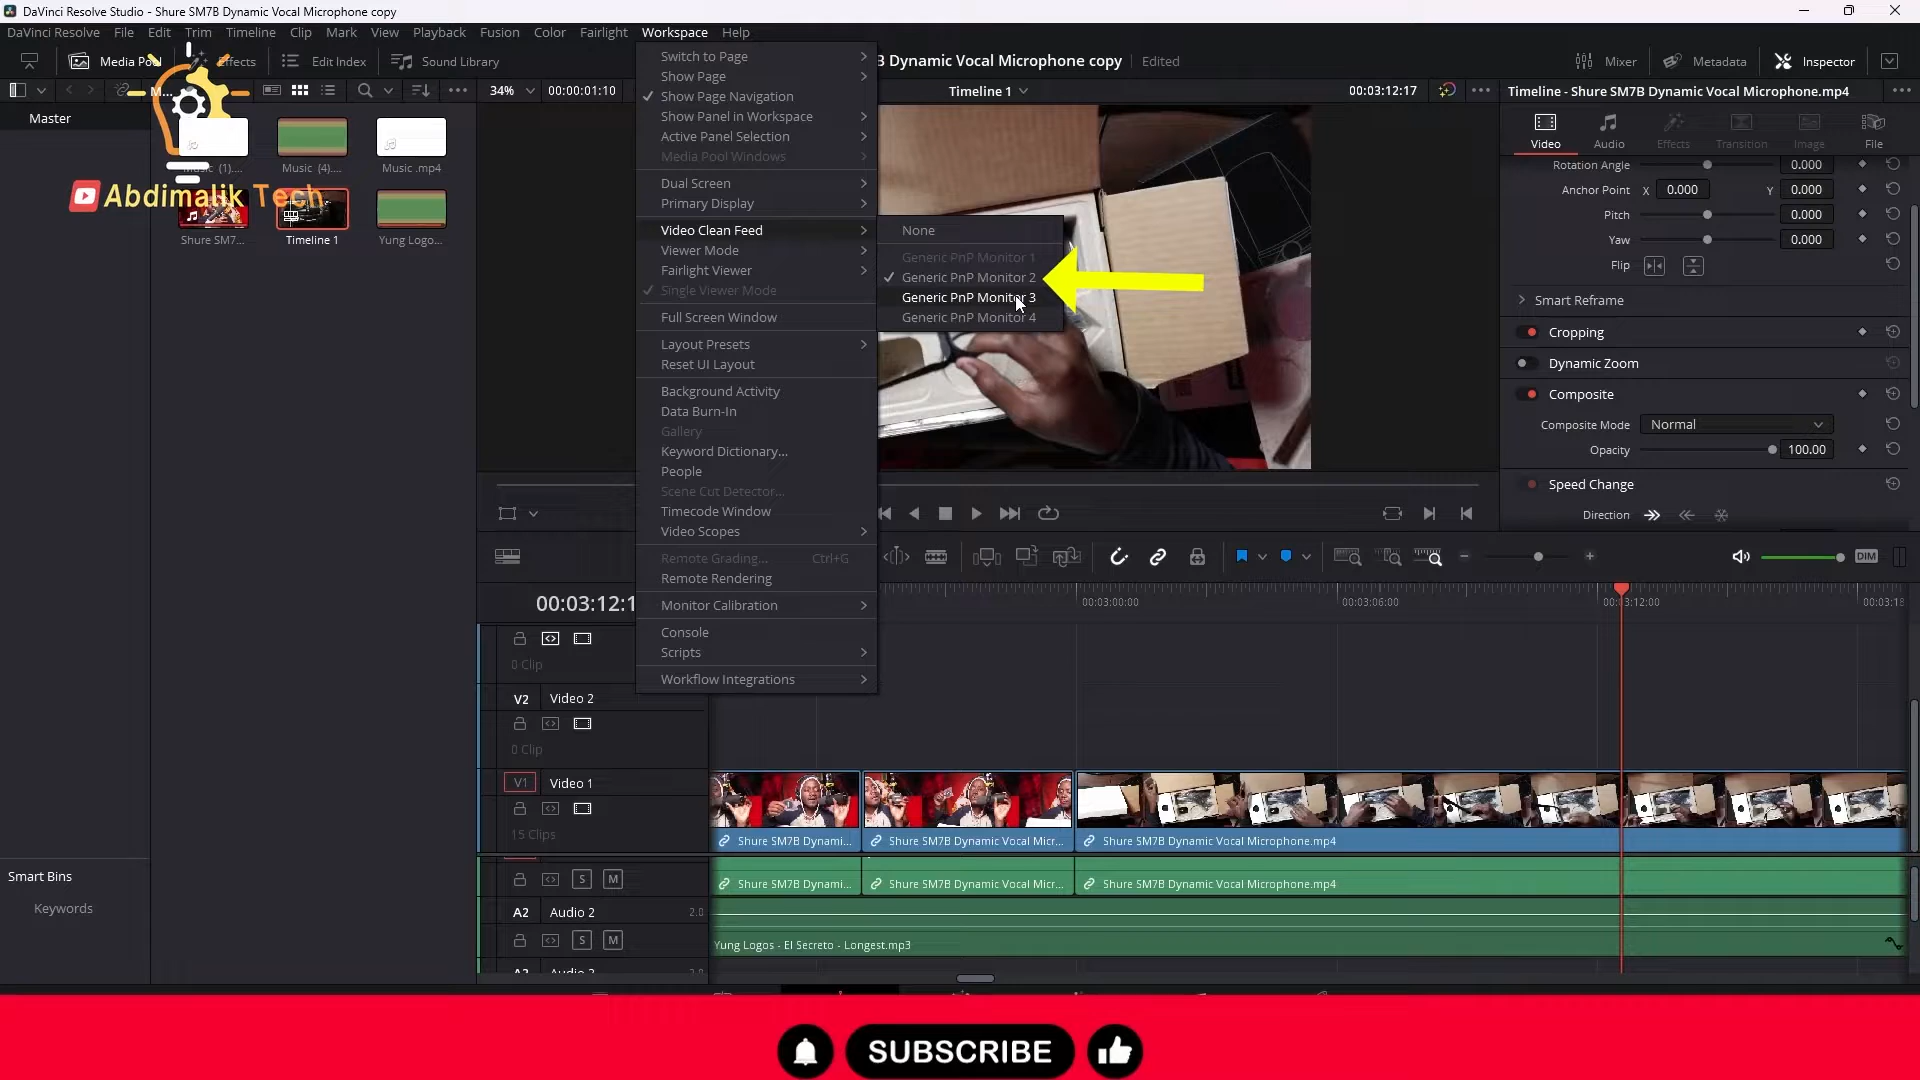 DaVinci Resolve Studio - Shure SM7B Dynamic Vocal Microphone copy
DaVinci Resolve File Edit Trim Timeline Clip Mark View Playback Fusion Color Fairlight Workspace Help
Media Pool Effects Edit Index Sound Library
3 Dynamic Vocal Microphone copy Edited
Mixer Metadata Inspector
M...
34% 00:00:01:10
Timeline 1
00:03:12:17
Timeline - Shure SM7B Dynamic Vocal Microphone.mp4
Master
Music (1)....
Music (4)....
Music .mp4
Abdimalik Tech
Shure SM7...
Timeline 1
Yung Logo...
Smart Bins
Keywords
Switch to Page
Show Page
Show Page Navigation
Show Panel in Workspace
Active Panel Selection
Media Pool Windows
Dual Screen
Primary Display
Video Clean Feed
Viewer Mode
Fairlight Viewer
Single Viewer Mode
Full Screen Window
Layout Presets
Reset UI Layout
Background Activity
Data Burn-In
Gallery
Keyword Dictionary...
People
Scene Cut Detector...
Timecode Window
Video Scopes
Remote Grading... Ctrl+G
Remote Rendering
Monitor Calibration
Console
Scripts
Workflow Integrations
None
Generic PnP Monitor 1
Generic PnP Monitor 2
Generic PnP Monitor 3
Generic PnP Monitor 4
Video Audio Effects Transition Image File
Rotation Angle 0.000
Anchor Point X 0.000 Y 0.000
Pitch 0.000
Yaw 0.000
Flip
Smart Reframe
Cropping
Dynamic Zoom
Composite
Composite Mode Normal
Opacity 100.00
Speed Change
Direction
DIM
00:03:12:1
00:03:00:00 00:03:06:00 00:03:12:00 00:03:18
0 Clip
V2 Video 2
0 Clip
V1 Video 1
15 Clips
Shure SM7B Dynami... Shure SM7B Dynamic Vocal Micr... Shure SM7B Dynamic Vocal Microphone.mp4
S M
Shure SM7B Dynami... Shure SM7B Dynamic Vocal Micr... Shure SM7B Dynamic Vocal Microphone.mp4
A2 Audio 2 2.0
S M
Yung Logos - El Secreto - Longest.mp3
A3 Audio 3 2.0
SUBSCRIBE